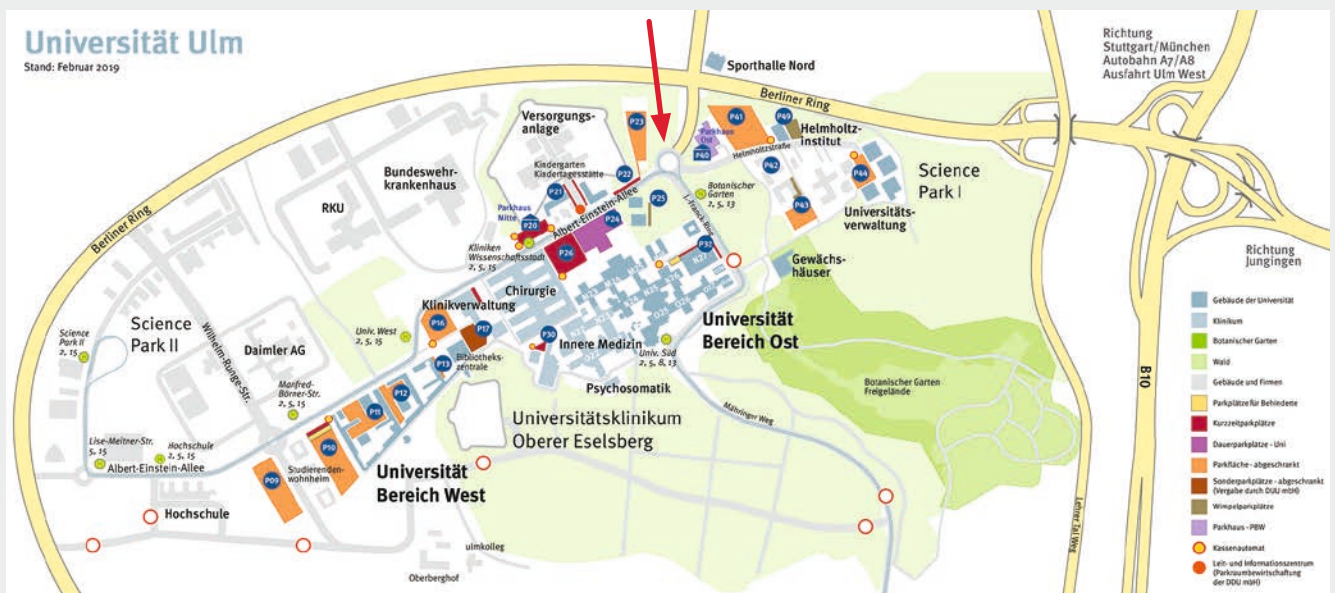 Universität Ulm
Stand: Februar 2019
Sporthalle Nord
Richtung
Stuttgart/München
Autobahn A7/A8
Ausfahrt Ulm West
Berliner Ring
Versorgungs-
anlage
P23
P41
P49
Parkhaus
Ost
P40
Helmholtz-
institut
Helmholtzstraße
P42
Kindergarten
Kindertagesstätte
P22
Bundeswehr-
krankenhaus
P21
P25
Botanischer
Garten
2, 5, 13
P44
Science
Park I
RKU
Parkhaus
Mitte
P20
Albert-Einstein-Allee
P24
J.-Franck-Ring
P43
Universitäts-
verwaltung
Berliner Ring
Kliniken
Wissenschaftsstadt
2, 5, 15
P26
P32
N27
Gewächs-
häuser
Richtung
Jungingen
Chirurgie
N26
N25
N24
N23
N22
O25
Klinikverwaltung
P16
P17
P30
Innere Medizin
Univ. Süd
2, 5, 8, 13
Universität
Bereich Ost
Science
Park II
2, 15
Science
Park II
Wilhelm-Runge-Str.
Daimler AG
Univ. West
2, 5, 15
P13
Bibliotheks-
zentrale
Psychosomatik
Botanischer Garten
Freigelände
B10
Manfred-
Börner-Str.
2, 5, 15
P12
P11
Universitätsklinikum
Oberer Eselsberg
Mähringer Weg
Lise-Meitner-Str.
5, 15
Hochschule
2, 5, 15
Albert-Einstein-Allee
P10
P09
Studierenden-
wohnheim
Universität
Bereich West
Hochschule
ulmkolleg
Oberberghof
Lehrer Tal Weg
Gebäude der Universität
Klinikum
Botanischer Garten
Wald
Gebäude und Firmen
Parkplätze für Behinderte
Kurzzeitparkplätze
Dauerparkplätze - Uni
Parkfläche - abgeschrankt
Sonderparkplätze - abgeschrankt
(Vergabe durch DUU mbH)
Wimpelparkplätze
Parkhaus - PBW
Kassenautomat
Leit- und Informationszentrum
(Parkraumbewirtschaftung
der DDU mbH)